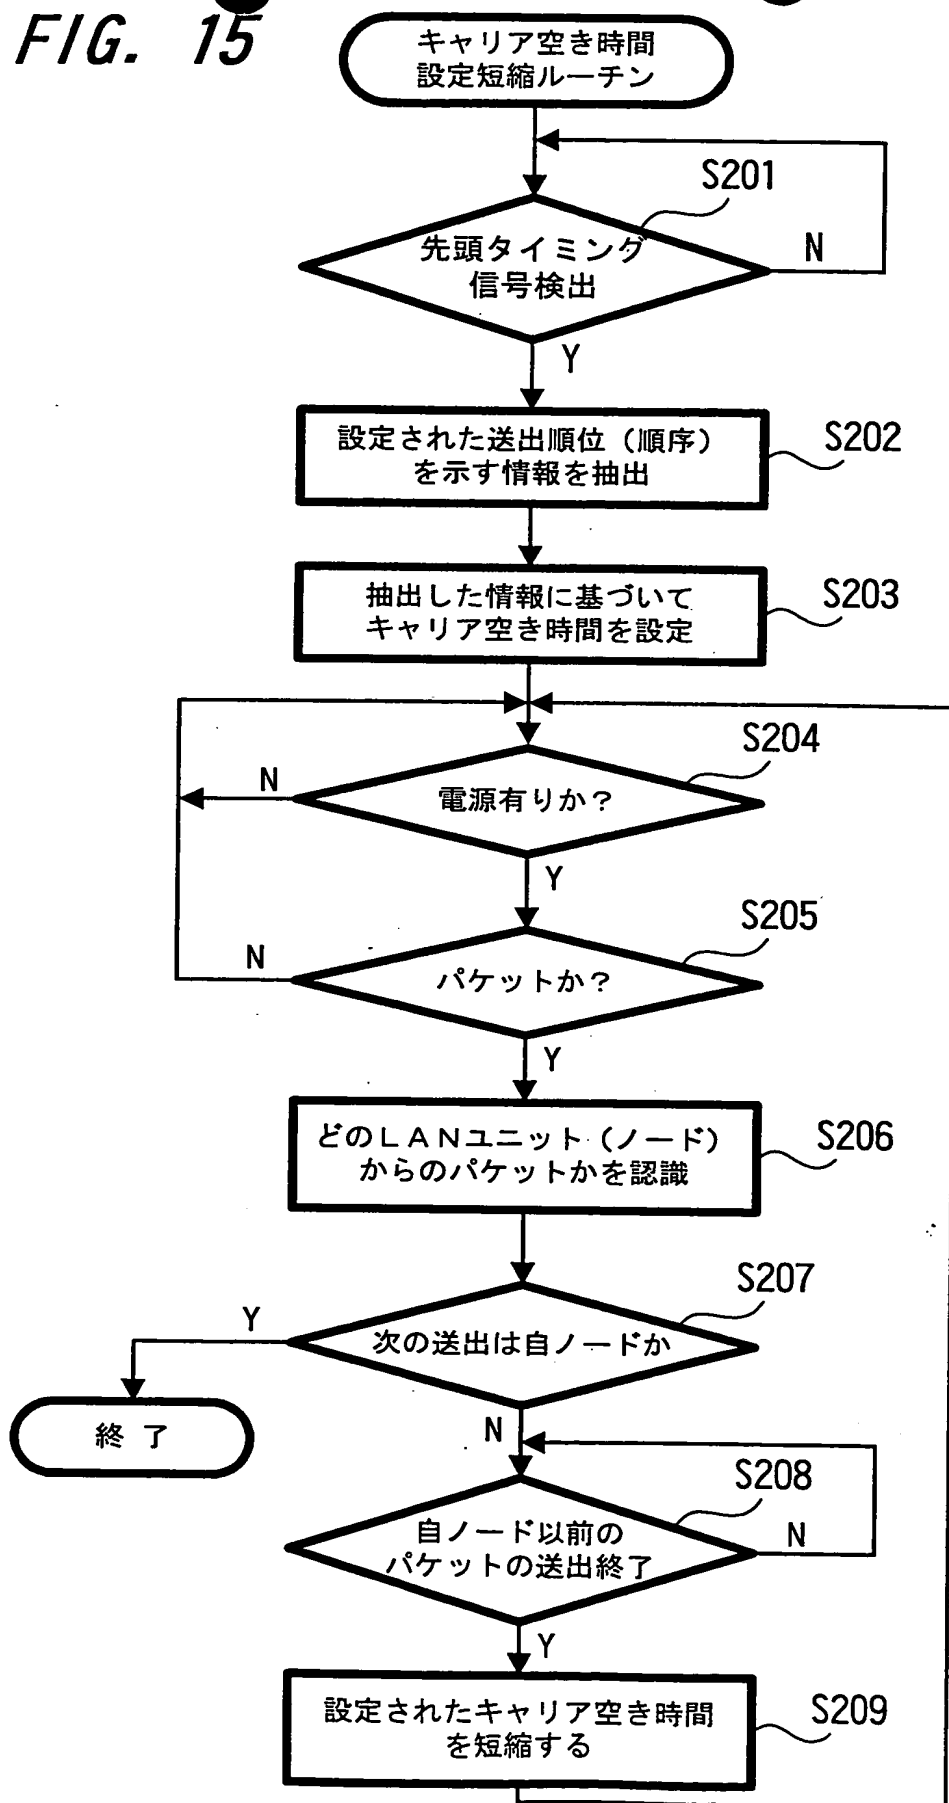 FIG. 15
キャリア空き時間
設定短縮ルーチン
S201
先頭タイミング
信号検出
N
Y
設定された送出順位（順序）
を示す情報を抽出
S202
抽出した情報に基づいて
キャリア空き時間を設定
S203
S204
電源有りか？
N
Y
S205
パケットか？
N
Y
どのＬＡＮユニット（ノード）
からのパケットかを認識
S206
S207
次の送出は自ノードか
Y
終 了
N
S208
自ノード以前の
パケットの送出終了
N
Y
設定されたキャリア空き時間
を短縮する
S209